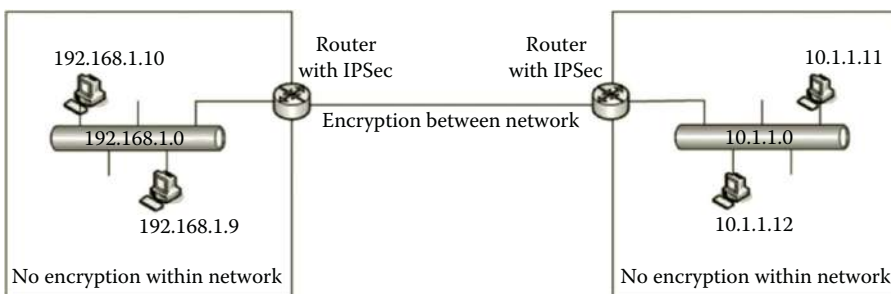 192.168.1.10
192.168.1.0
192.168.1.9
No encryption within network
Router
with IPSec
Encryption between network
Router
with IPSec
10.1.1.11
10.1.1.0
10.1.1.12
No encryption within network